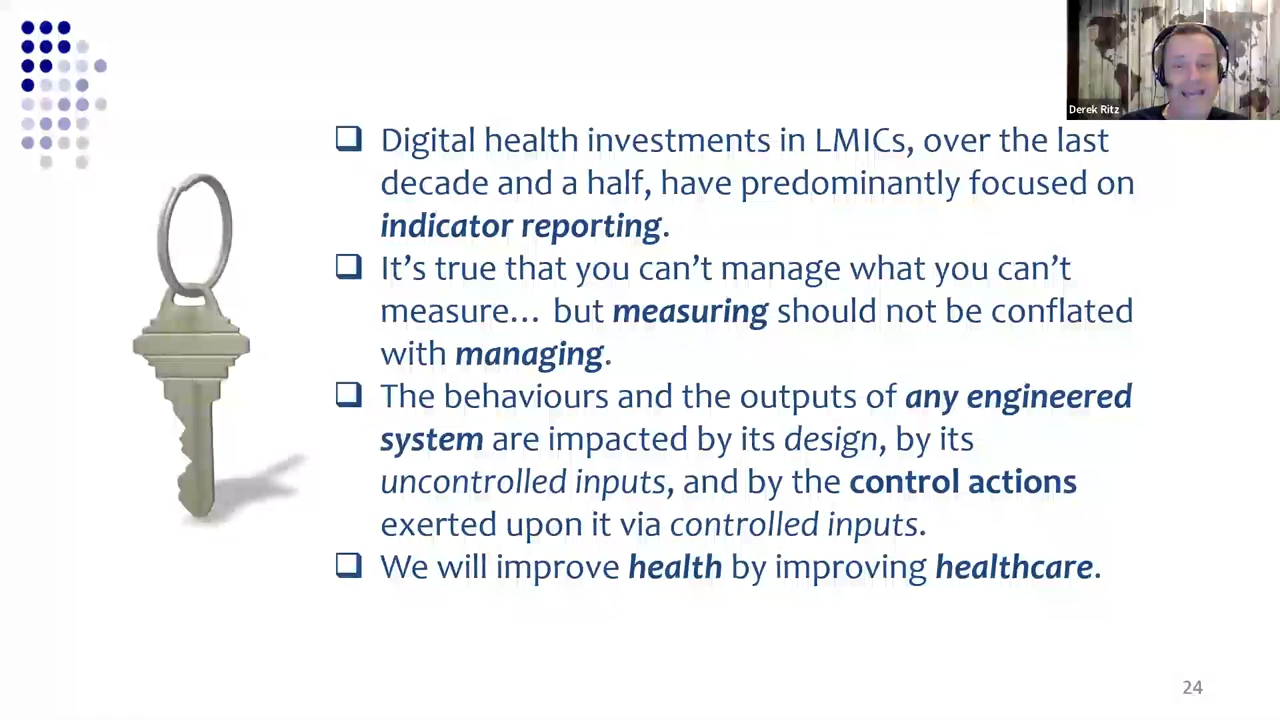 Derek Ritz
❑ Digital health investments in LMICs, over the last
decade and a half, have predominantly focused on
indicator reporting.
❑ It’s true that you can’t manage what you can’t
measure… but measuring should not be conflated
with managing.
❑ The behaviours and the outputs of any engineered
system are impacted by its design, by its
uncontrolled inputs, and by the control actions
exerted upon it via controlled inputs.
❑ We will improve health by improving healthcare.
24